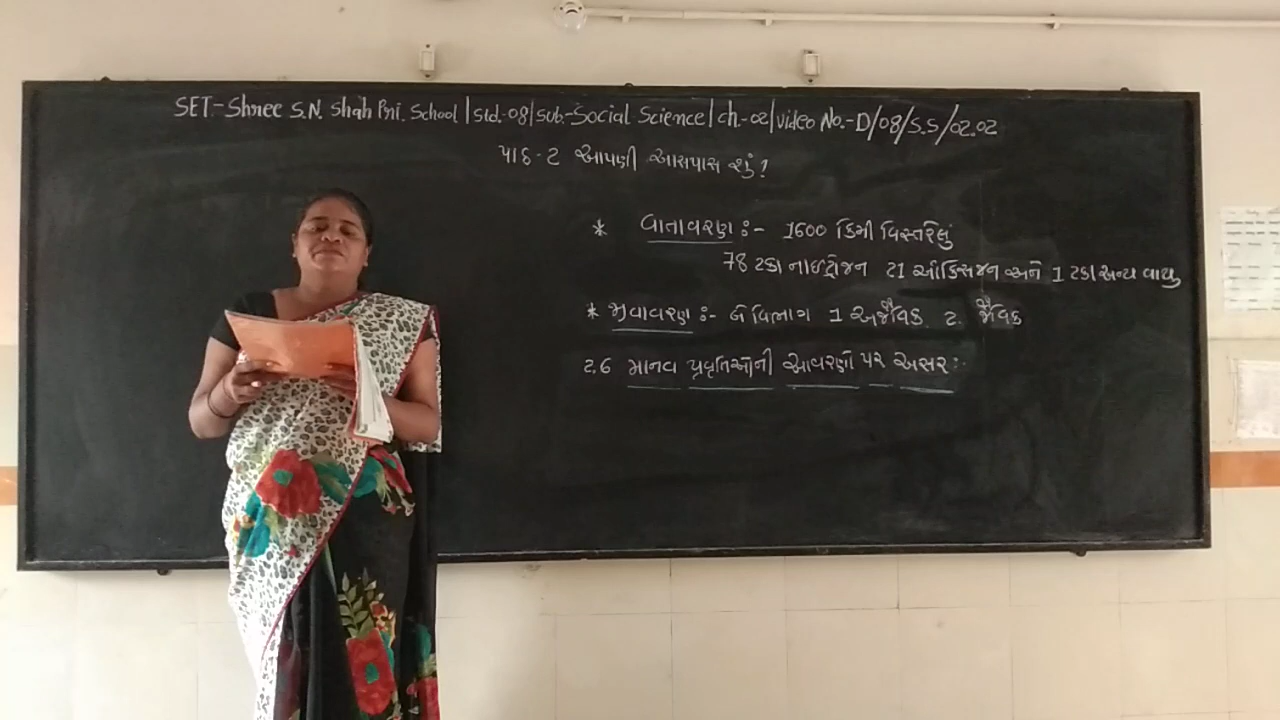 SET-Shree S.N. Shah Pri. School | Std.-08 | Sub.-Social Science | ch.-02 | Video No.-D/08/S.S/02.02
પાઠ-2 આપણી આસપાસ શું?
* વાતાવરણ :- 1600 કિમી વિસ્તરેલું
78 ટકા નાઈટ્રોજન 21 ઓક્સિજન અને 1 ટકા અન્ય વાયુ
* જીવાવરણ :- બે વિભાગ 1 અજૈવિક 2. જૈવિક
2.6 માનવ પ્રવૃત્તિઓની આવરણો પર અસર :-